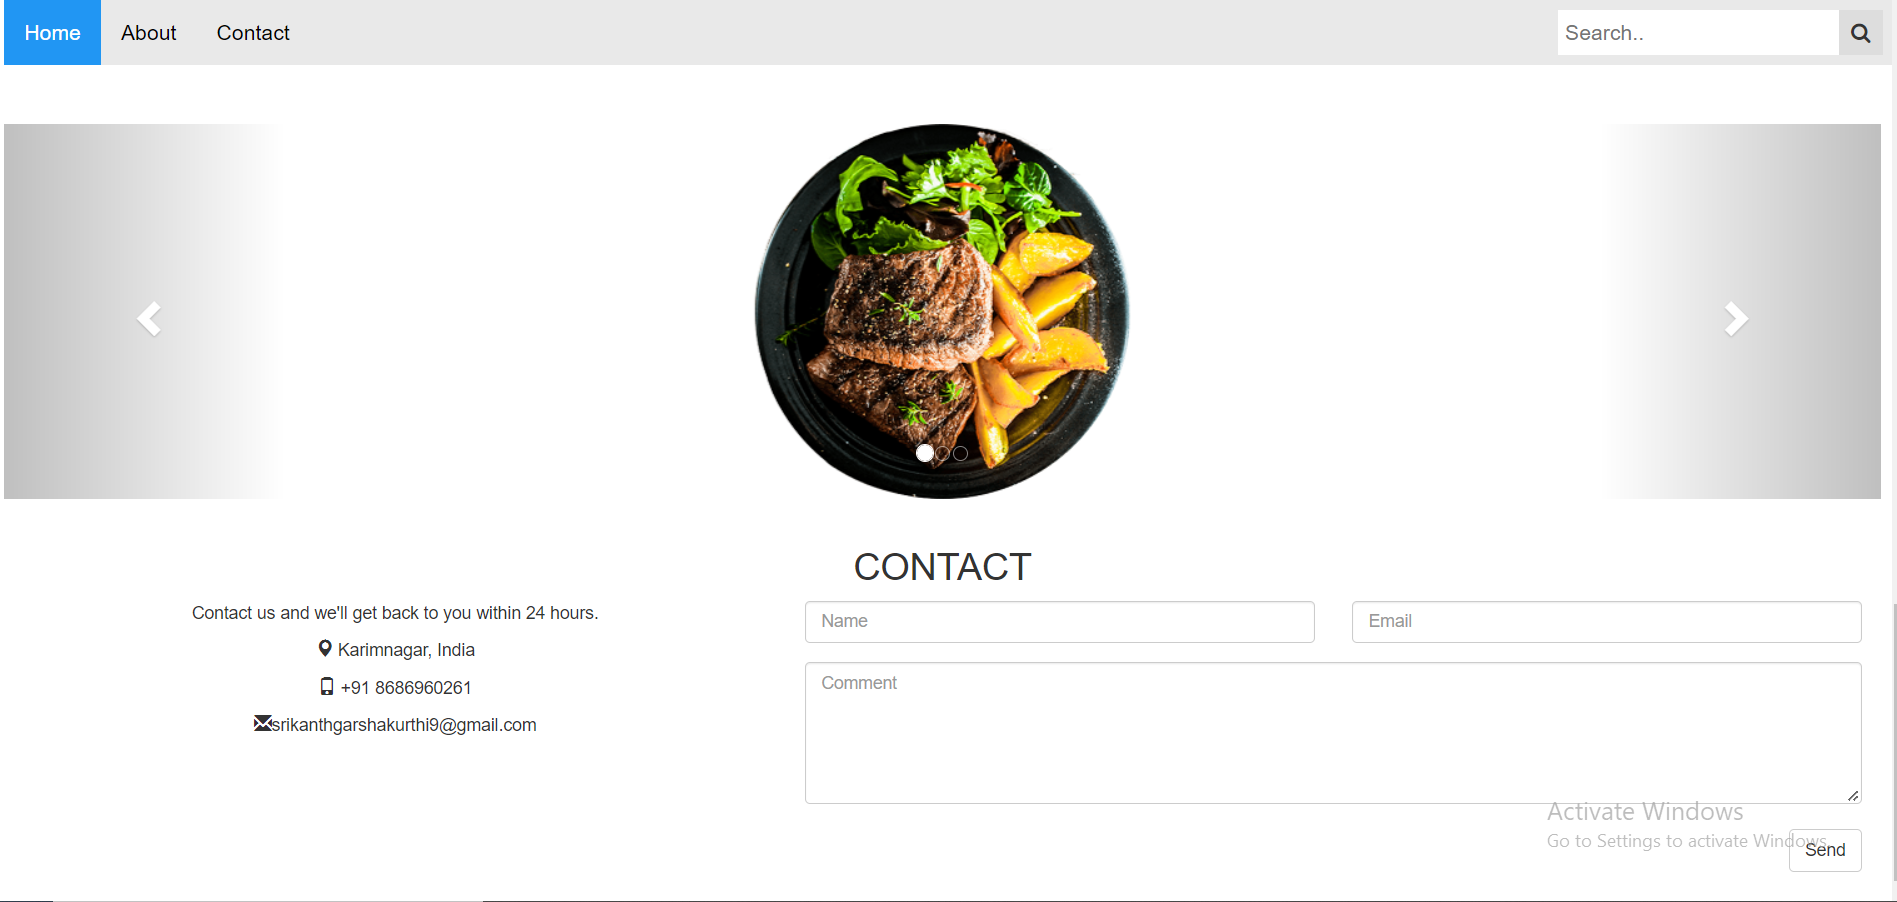 Home About Contact Search..
CONTACT
Contact us and we'll get back to you within 24 hours.
Karimnagar, India
+91 8686960261
srikanthgarshakurthi9@gmail.com
Name Email
Comment
Activate Windows
Go to Settings to activate Windows.
Send